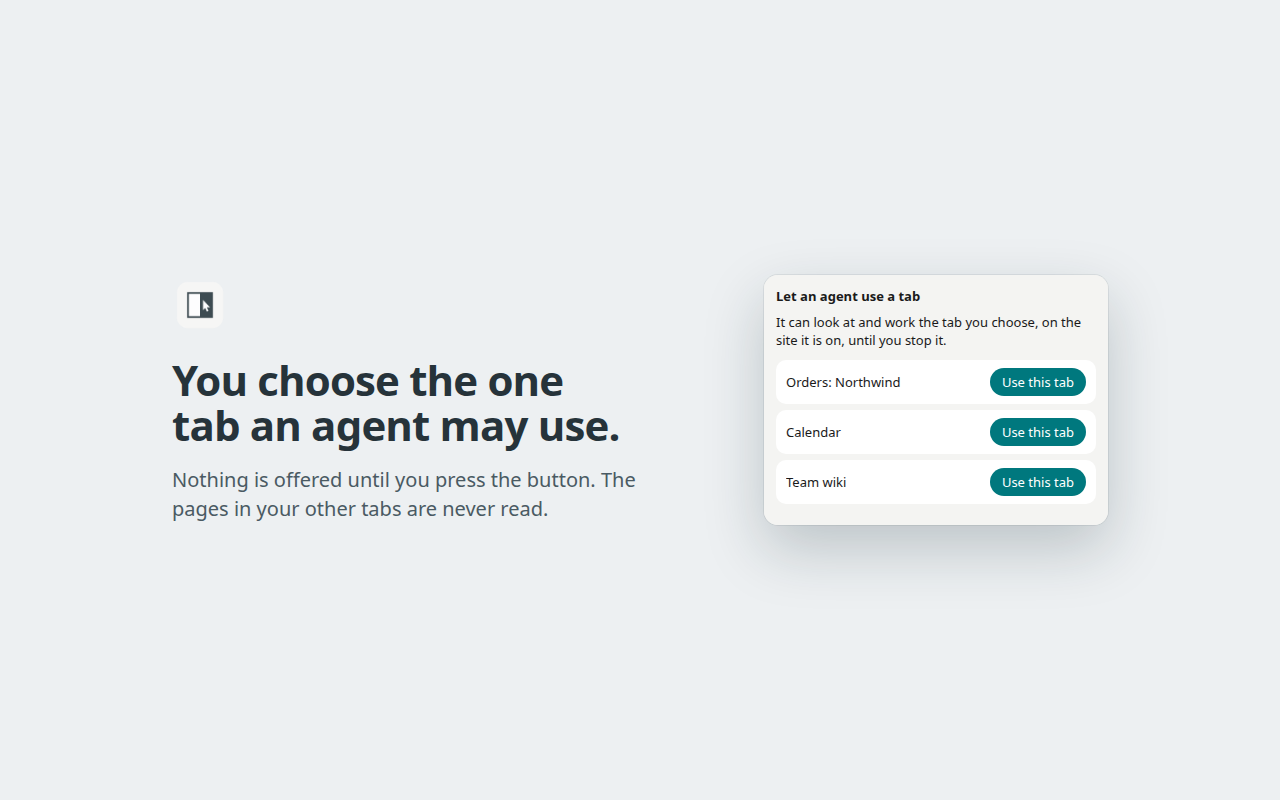 You choose the one
tab an agent may use.
Nothing is offered until you press the button. The
pages in your other tabs are never read.
Let an agent use a tab
It can look at and work the tab you choose, on the
site it is on, until you stop it.
Orders: Northwind
Use this tab
Calendar
Use this tab
Team wiki
Use this tab